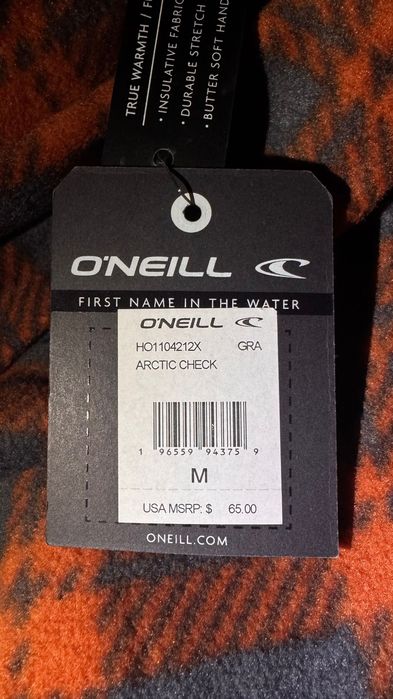 TRUE WARMTH /
• INSULATIVE FABRIC
• DURABLE STRETCH
• BUTTER SOFT HAND
O'NEILL
FIRST NAME IN THE WATER
O'NEILL
HO1104212X GRA
ARCTIC CHECK
1 96559 94375 9
M
USA MSRP: $ 65.00
ONEILL.COM